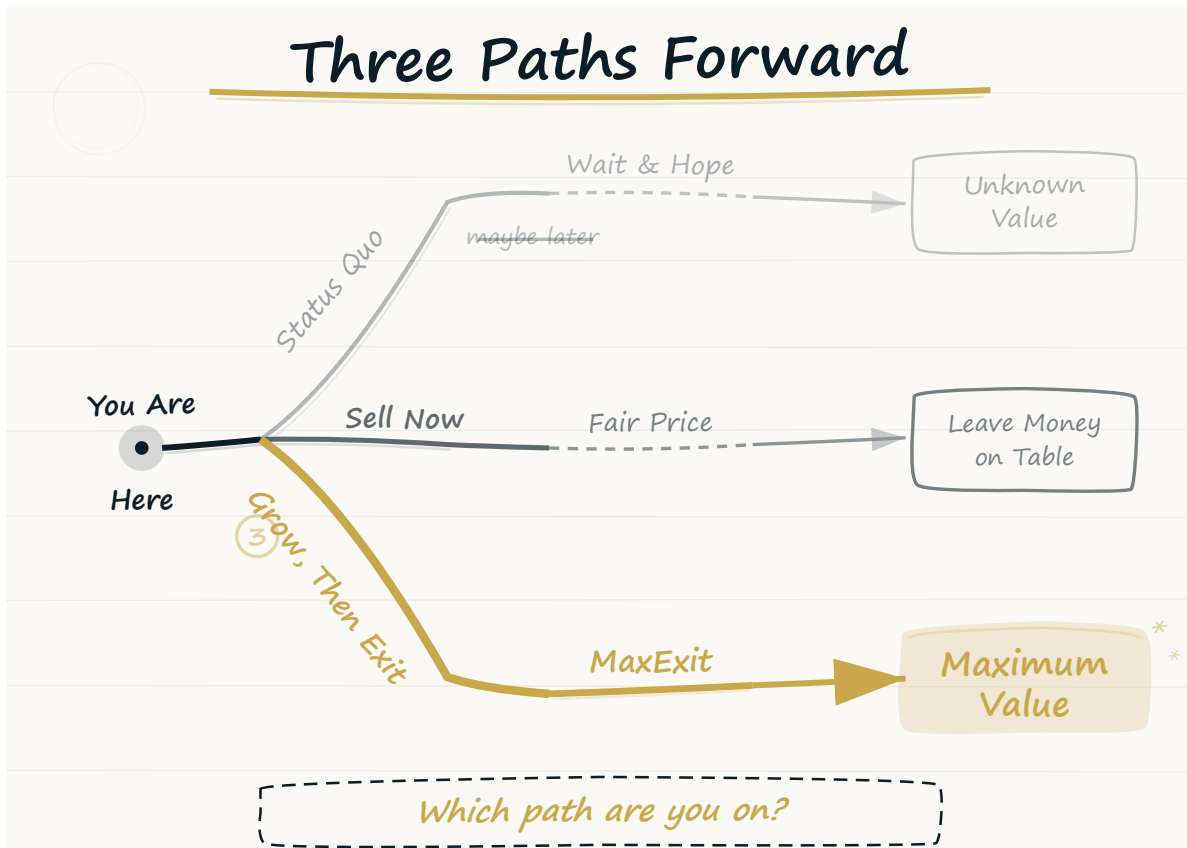 Three Paths Forward
Wait & Hope
Unknown
Value
maybe later
Status Quo
You Are
Here
Sell Now
Fair Price
Leave Money
on Table
3
Grow, Then Exit
MaxExit
Maximum
Value
Which path are you on?